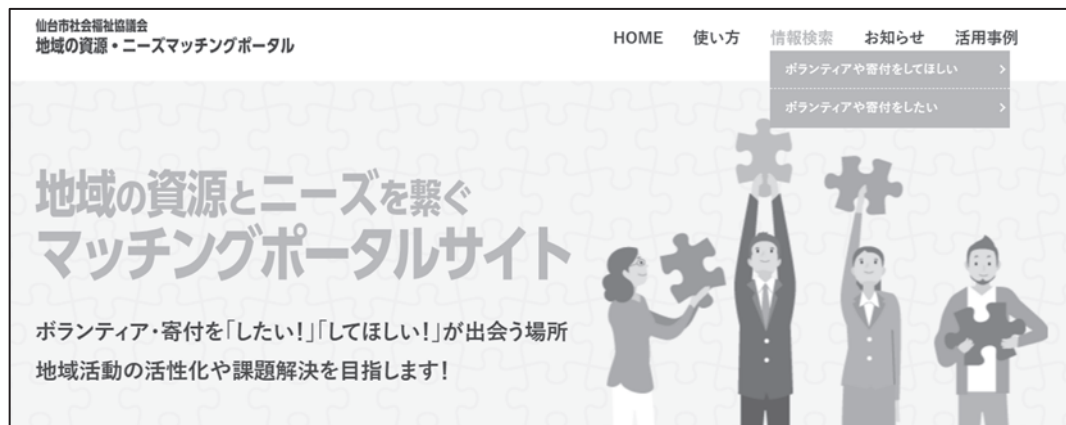 仙台市社会福祉協議会
地域の資源・ニーズマッチングポータル
HOME 使い方 情報検索 お知らせ 活用事例
ボランティアや寄付をしてほしい
ボランティアや寄付をしたい
地域の資源とニーズを繋ぐ
マッチングポータルサイト
ボランティア・寄付を「したい!」「してほしい!」が出会う場所
地域活動の活性化や課題解決を目指します!